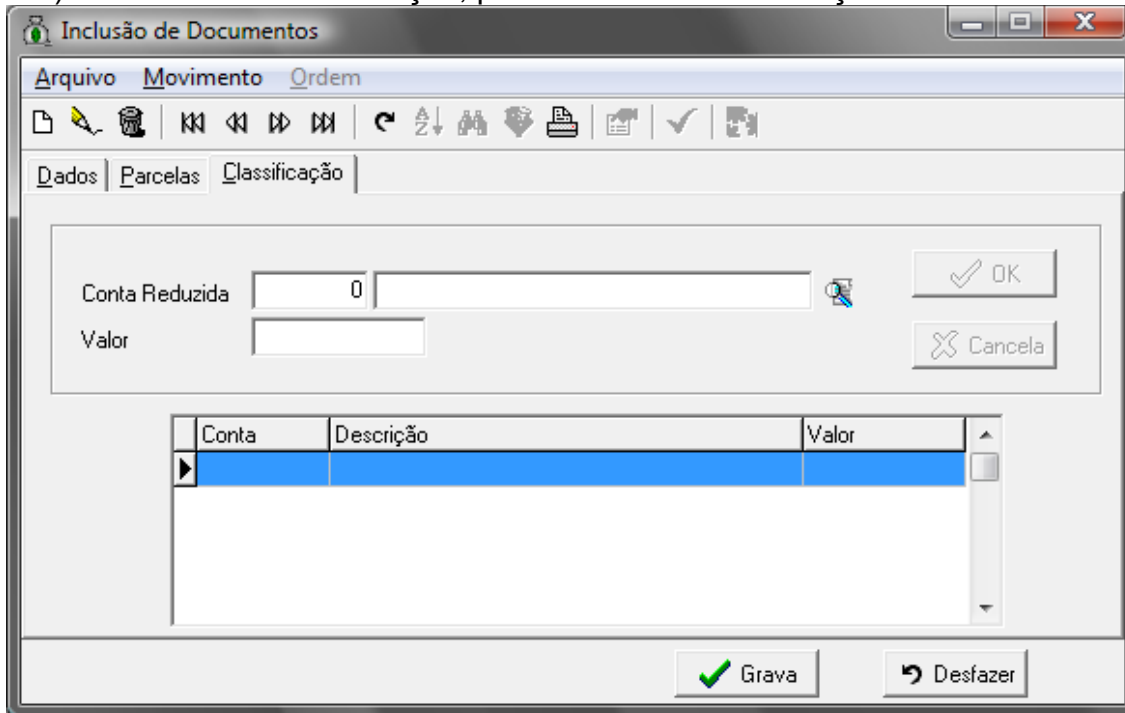 Inclusão de Documentos
Arquivo Movimento Ordem
Dados Parcelas Classificação
Conta Reduzida 0 OK
Valor Cancela
Conta Descrição Valor
Grava Desfazer